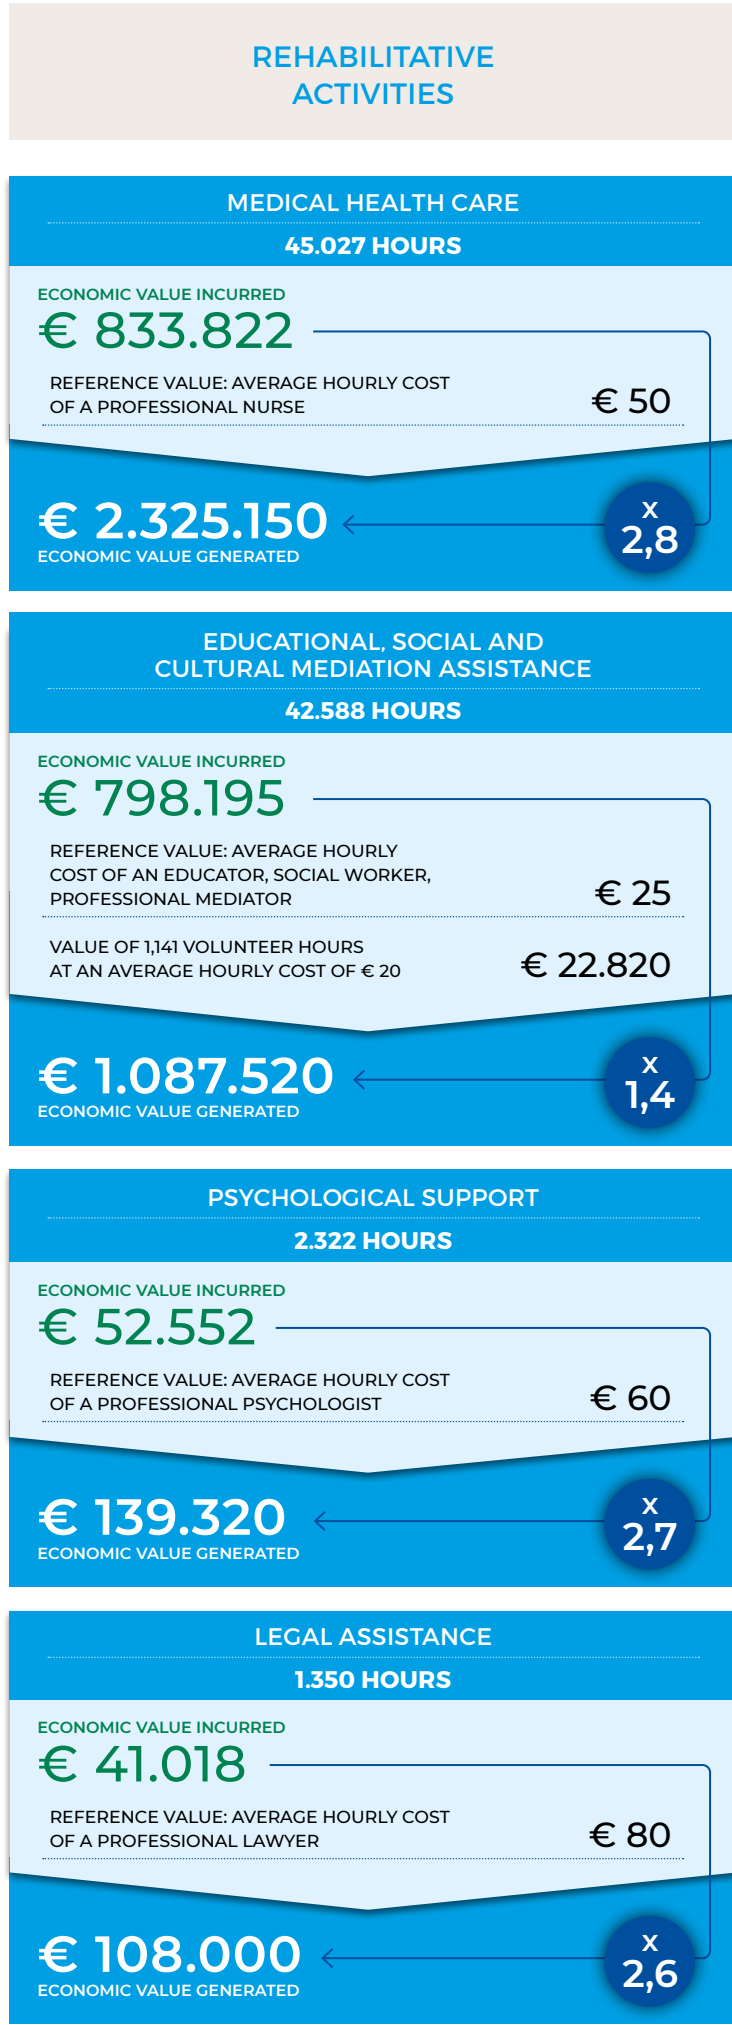 REHABILITATIVE
ACTIVITIES
MEDICAL HEALTH CARE
45.027 HOURS
ECONOMIC VALUE INCURRED
€ 833.822
REFERENCE VALUE: AVERAGE HOURLY COST
OF A PROFESSIONAL NURSE
€ 50
€ 2.325.150
ECONOMIC VALUE GENERATED
X
2,8
EDUCATIONAL, SOCIAL AND
CULTURAL MEDIATION ASSISTANCE
42.588 HOURS
ECONOMIC VALUE INCURRED
€ 798.195
REFERENCE VALUE: AVERAGE HOURLY
COST OF AN EDUCATOR, SOCIAL WORKER,
PROFESSIONAL MEDIATOR
€ 25
VALUE OF 1,141 VOLUNTEER HOURS
AT AN AVERAGE HOURLY COST OF € 20
€ 22.820
€ 1.087.520
ECONOMIC VALUE GENERATED
X
1,4
PSYCHOLOGICAL SUPPORT
2.322 HOURS
ECONOMIC VALUE INCURRED
€ 52.552
REFERENCE VALUE: AVERAGE HOURLY COST
OF A PROFESSIONAL PSYCHOLOGIST
€ 60
€ 139.320
ECONOMIC VALUE GENERATED
X
2,7
LEGAL ASSISTANCE
1.350 HOURS
ECONOMIC VALUE INCURRED
€ 41.018
REFERENCE VALUE: AVERAGE HOURLY COST
OF A PROFESSIONAL LAWYER
€ 80
€ 108.000
ECONOMIC VALUE GENERATED
X
2,6